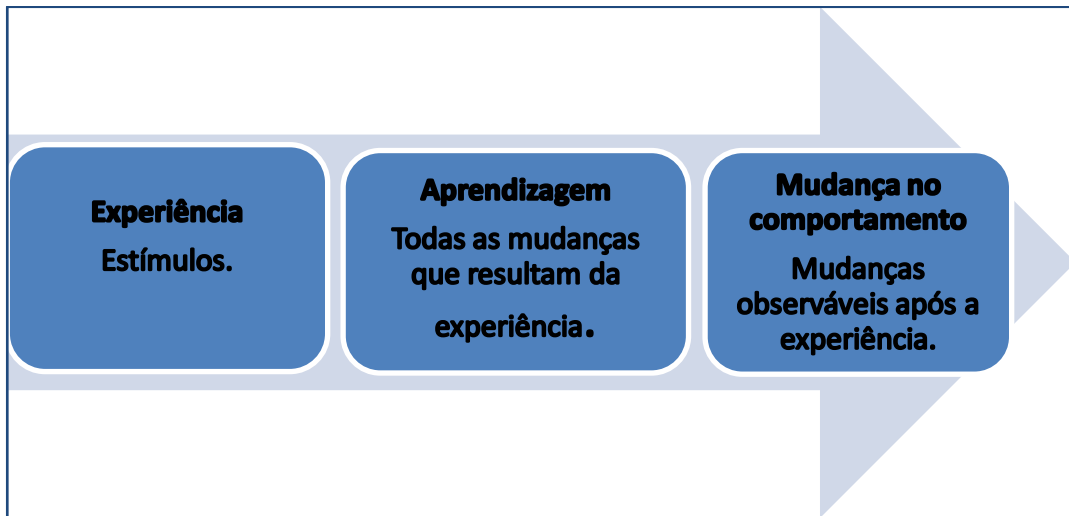 Experiência
Estímulos.
Aprendizagem
Todas as mudanças
que resultam da
experiência.
Mudança no
comportamento
Mudanças
observáveis após a
experiência.